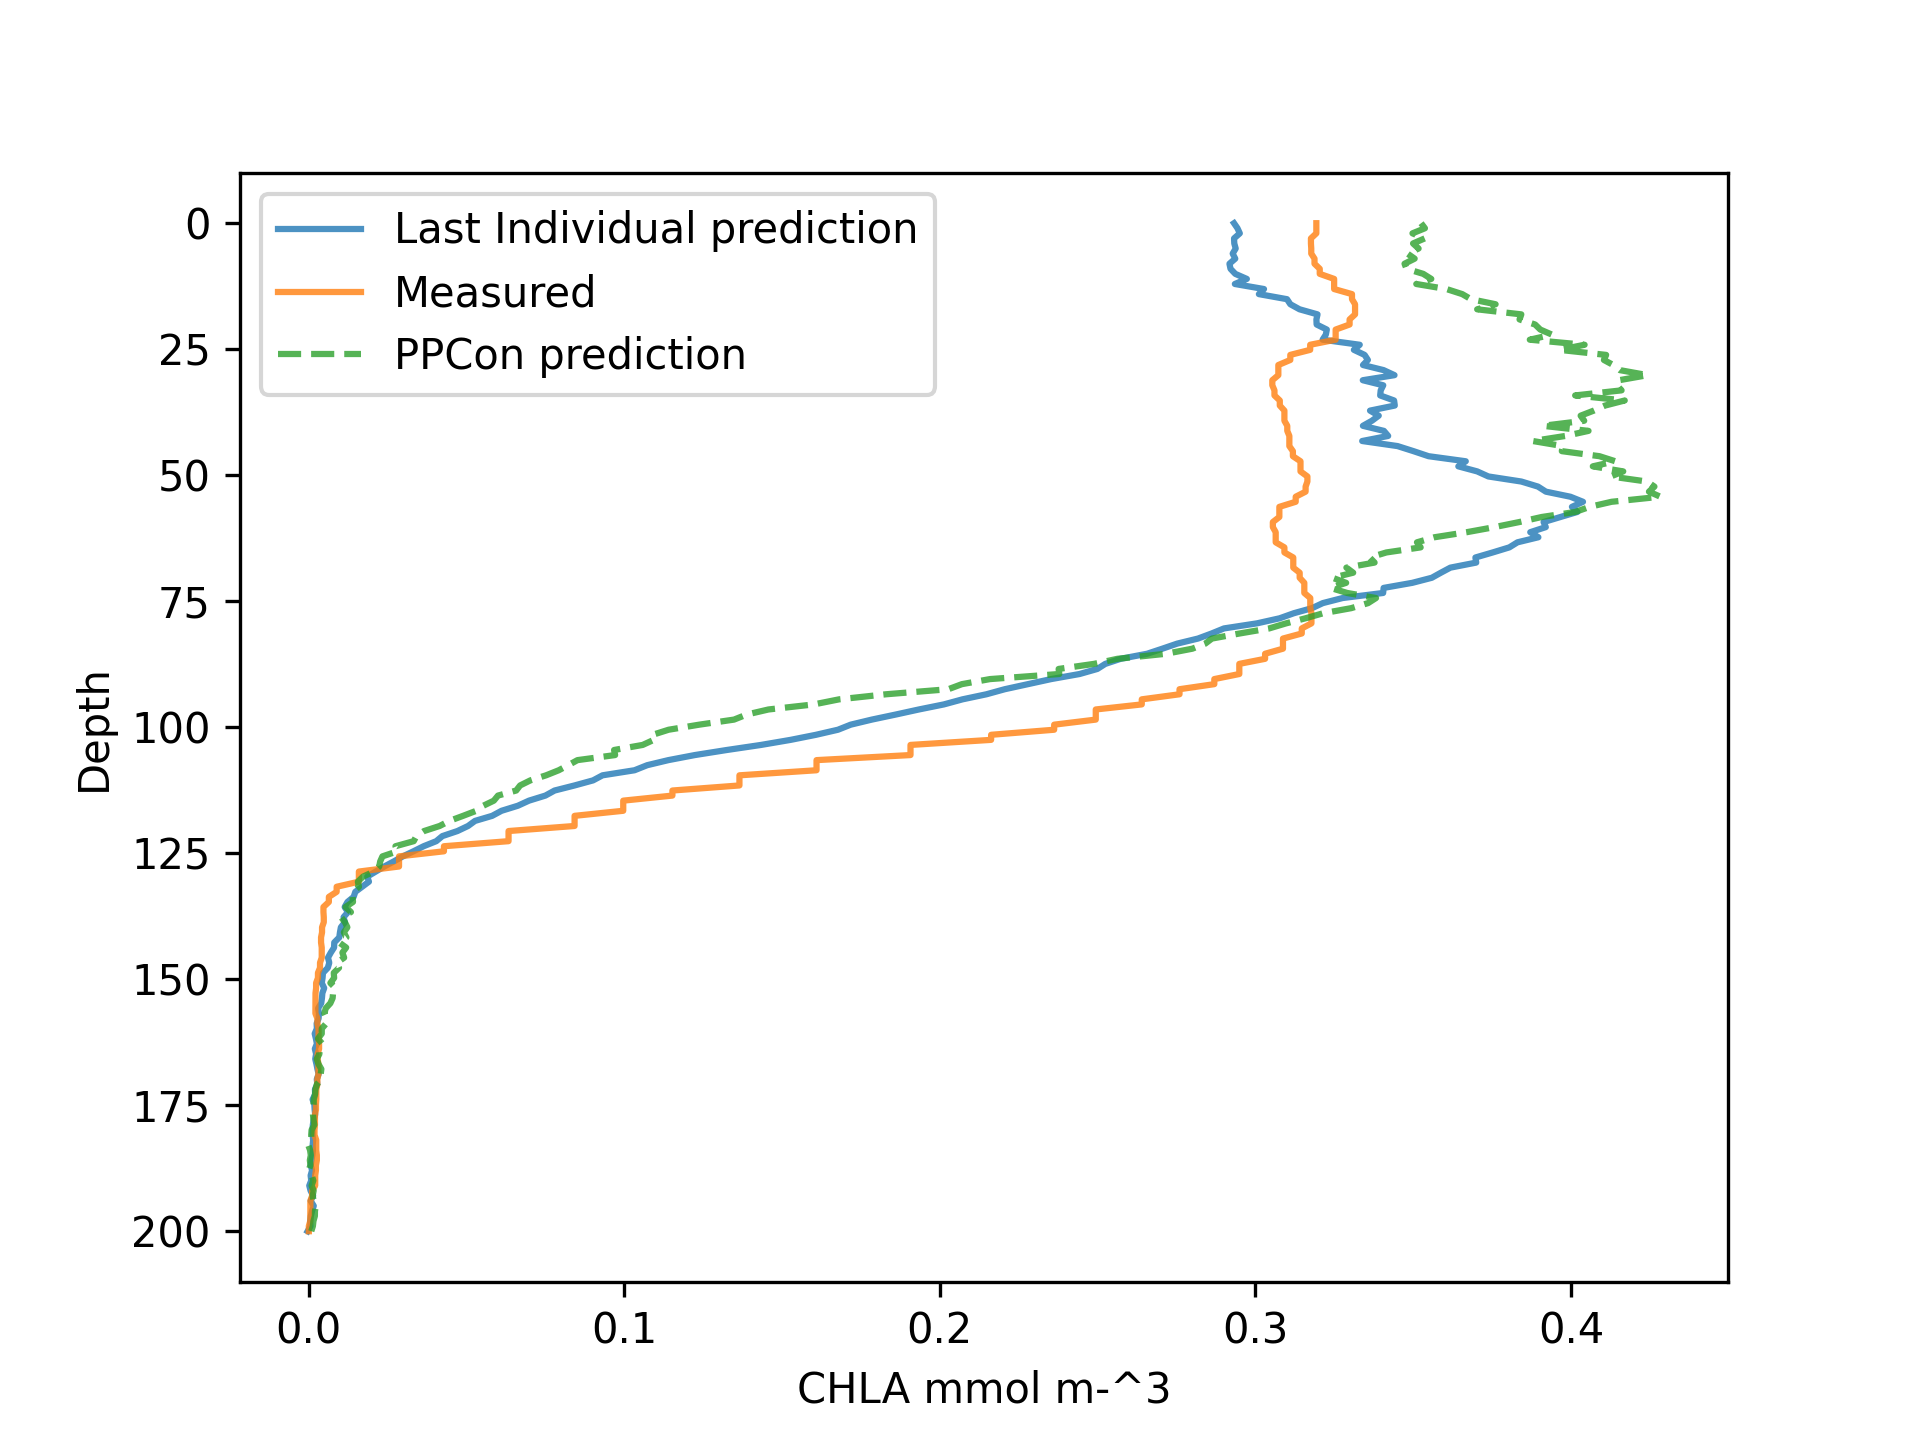 Last Individual prediction
Measured
PPCon prediction
0
25
50
75
100
125
150
175
200
Depth
0.0 0.1 0.2 0.3 0.4
CHLA mmol m-^3